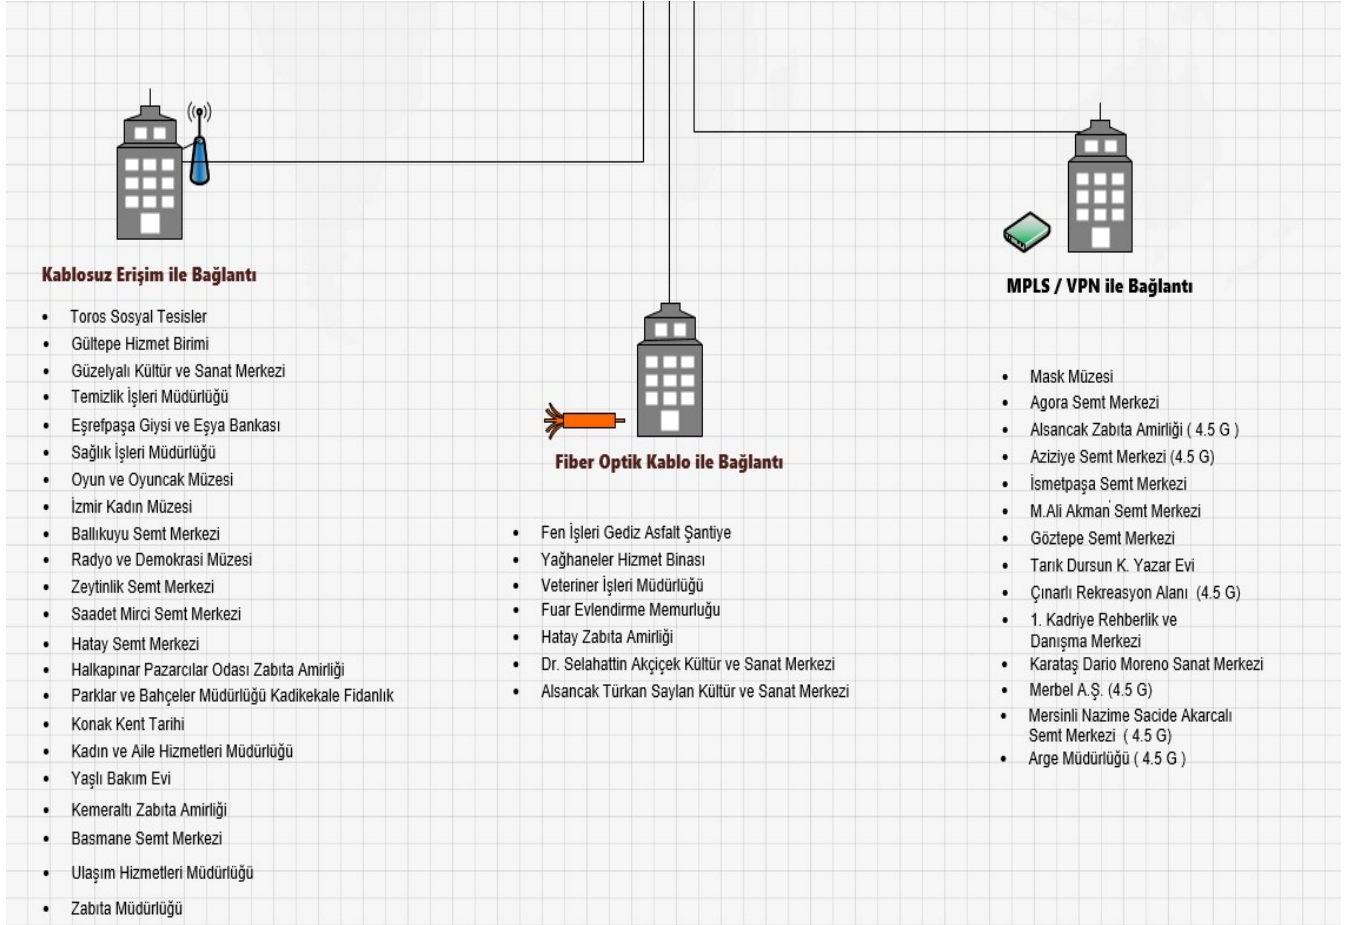 Kablosuz Erişim ile Bağlantı
• Toros Sosyal Tesisler
• Gültepe Hizmet Birimi
• Güzelyalı Kültür ve Sanat Merkezi
• Temizlik İşleri Müdürlüğü
• Eşrefpaşa Giysi ve Eşya Bankası
• Sağlık İşleri Müdürlüğü
• Oyun ve Oyuncak Müzesi
• İzmir Kadın Müzesi
• Ballıkuyu Semt Merkezi
• Radyo ve Demokrasi Müzesi
• Zeytinlik Semt Merkezi
• Saadet Mirci Semt Merkezi
• Hatay Semt Merkezi
• Halkapınar Pazarcılar Odası Zabıta Amirliği
• Parklar ve Bahçeler Müdürlüğü Kadikekale Fidanlık
• Konak Kent Tarihi
• Kadın ve Aile Hizmetleri Müdürlüğü
• Yaşlı Bakım Evi
• Kemeraltı Zabıta Amirliği
• Basmane Semt Merkezi
• Ulaşım Hizmetleri Müdürlüğü
• Zabıta Müdürlüğü
Fiber Optik Kablo ile Bağlantı
• Fen İşleri Gediz Asfalt Şantiye
• Yağhaneler Hizmet Binası
• Veteriner İşleri Müdürlüğü
• Fuar Evlendirme Memurluğu
• Hatay Zabıta Amirliği
• Dr. Selahattin Akçiçek Kültür ve Sanat Merkezi
• Alsancak Türkan Saylan Kültür ve Sanat Merkezi
MPLS / VPN ile Bağlantı
• Mask Müzesi
• Agora Semt Merkezi
• Alsancak Zabıta Amirliği ( 4.5 G )
• Aziziye Semt Merkezi (4.5 G)
• İsmetpaşa Semt Merkezi
• M.Ali Akman Semt Merkezi
• Göztepe Semt Merkezi
• Tarık Dursun K. Yazar Evi
• Çınarlı Rekreasyon Alanı (4.5 G)
• 1. Kadriye Rehberlik ve
Danışma Merkezi
• Karataş Dario Moreno Sanat Merkezi
• Merbel A.Ş. (4.5 G)
• Mersinli Nazime Sacide Akarcalı
Semt Merkezi ( 4.5 G)
• Arge Müdürlüğü ( 4.5 G )